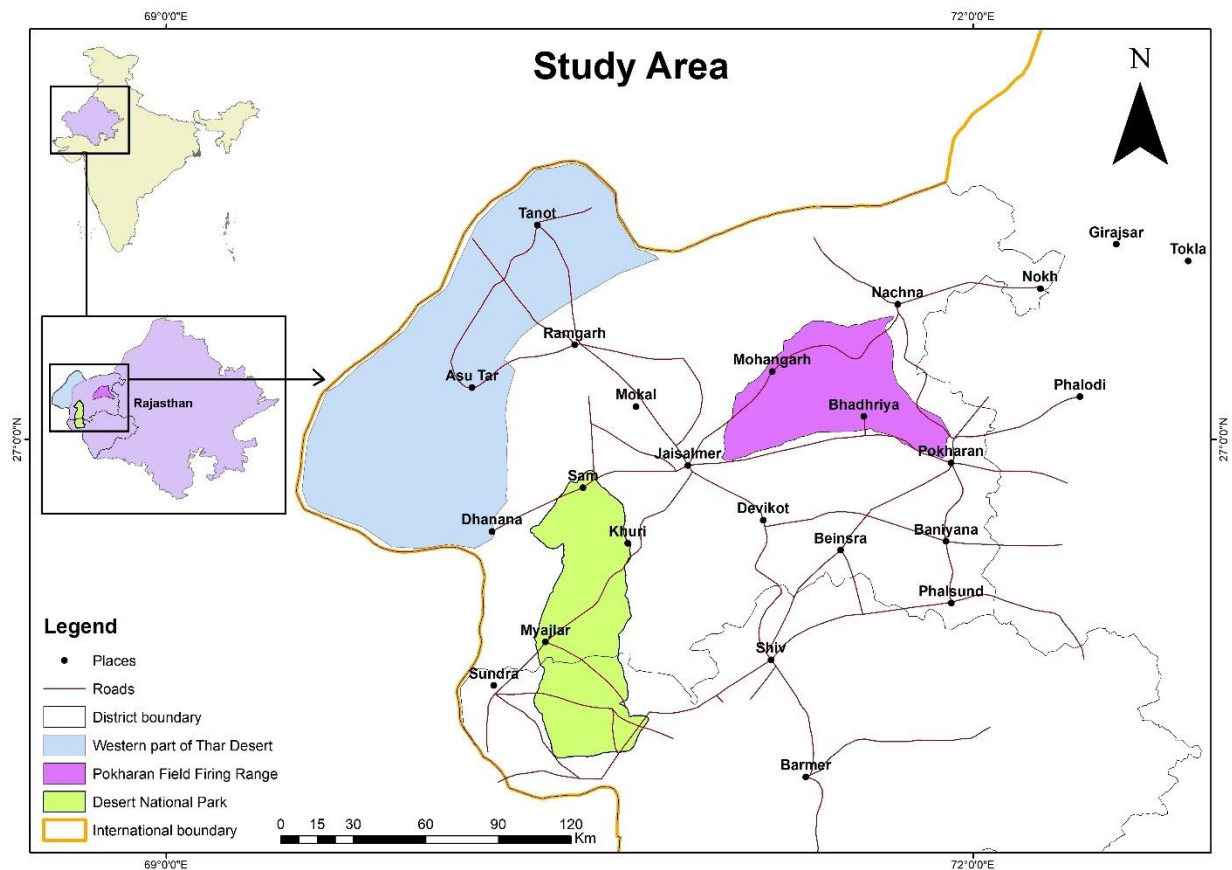 69°0'0"E
72°0'0"E
Study Area
N
Tanot
Girajsar
Tokla
Nokh
Nachna
Ramgarh
Mohangarh
Asu Tar
Mokal
Phalodi
Bhadhriya
Rajasthan
27°0'0"N
27°0'0"N
Jaisalmer
Pokharan
Sam
Devikot
Dhanana
Khuri
Beinsra
Baniyana
Phalsund
Myajlar
Shiv
Sundra
Barmer
Legend
Places
Roads
District boundary
Western part of Thar Desert
Pokharan Field Firing Range
Desert National Park
International boundary
0 15 30 60 90 120
Km
69°0'0"E
72°0'0"E